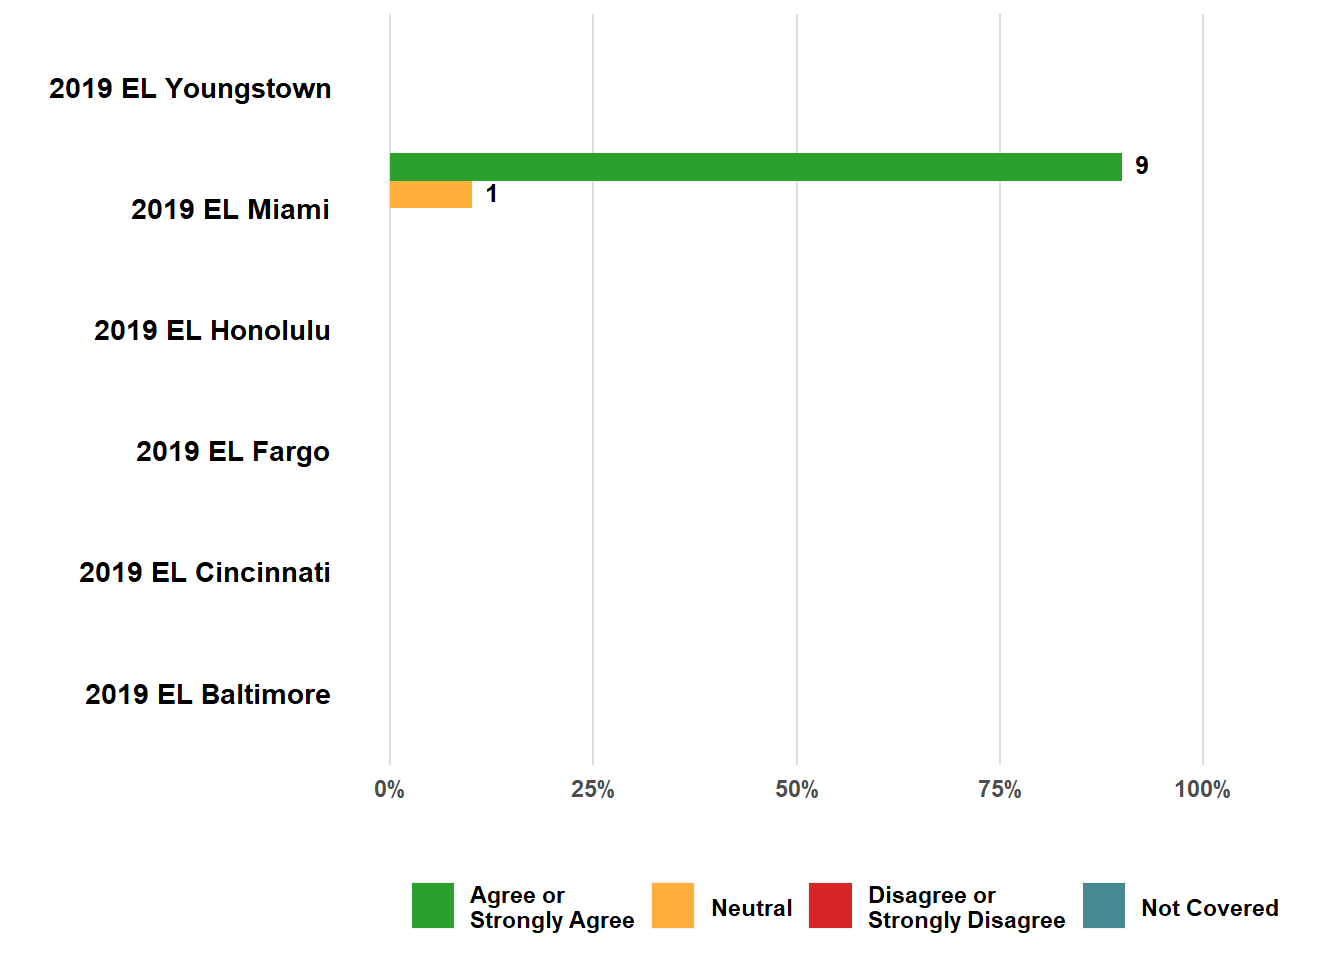 2019 EL Youngstown
9
1
2019 EL Miami
2019 EL Honolulu
2019 EL Fargo
2019 EL Cincinnati
2019 EL Baltimore
0% 25% 50% 75% 100%
Agree or
Strongly Agree
Neutral
Disagree or
Strongly Disagree
Not Covered